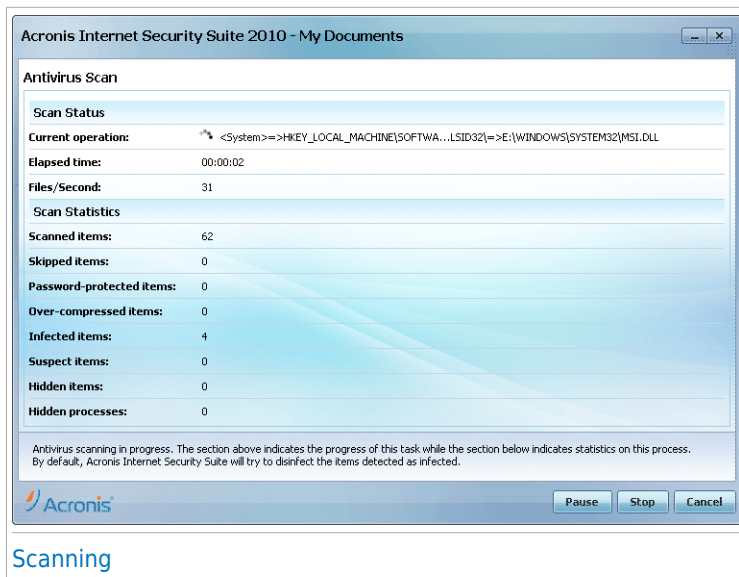 Acronis Internet Security Suite 2010 - My Documents
Antivirus Scan
Scan Status
Current operation: <System>=>HKEY_LOCAL_MACHINE\SOFTWA...LSID32\=>E:\WINDOWS\SYSTEM32\MSI.DLL
Elapsed time: 00:00:02
Files/Second: 31
Scan Statistics
Scanned items: 62
Skipped items: 0
Password-protected items: 0
Over-compressed items: 0
Infected items: 4
Suspect items: 0
Hidden items: 0
Hidden processes: 0
Antivirus scanning in progress. The section above indicates the progress of this task while the section below indicates statistics on this process.
By default, Acronis Internet Security Suite will try to disinfect the items detected as infected.
Acronis Pause Stop Cancel
Scanning